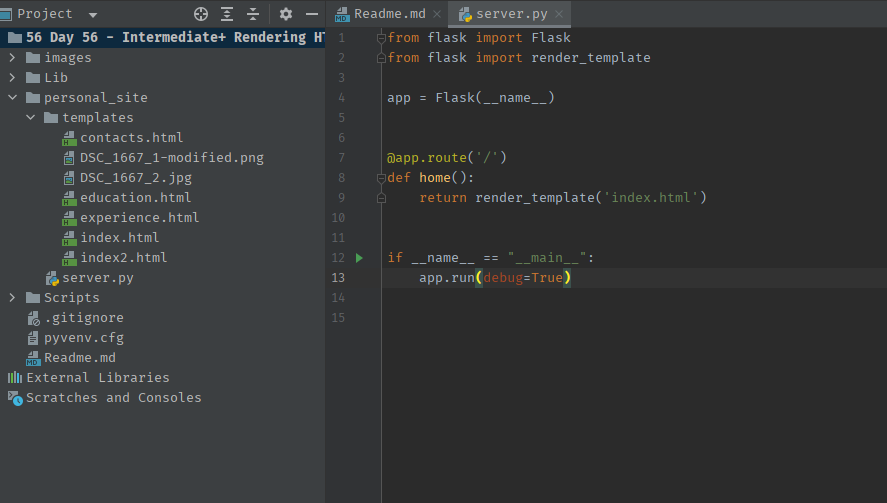 Project
56 Day 56 - Intermediate+ Rendering HT
images
Lib
personal_site
templates
contacts.html
DSC_1667_1-modified.png
DSC_1667_2.jpg
education.html
experience.html
index.html
index2.html
server.py
Scripts
.gitignore
pyvenv.cfg
Readme.md
External Libraries
Scratches and Consoles
Readme.md server.py
1 from flask import Flask
2 from flask import render_template
3
4 app = Flask(__name__)
5
6
7 @app.route('/')
8 def home():
9 return render_template('index.html')
10
11
12 if __name__ == "__main__":
13 app.run(debug=True)
14
15